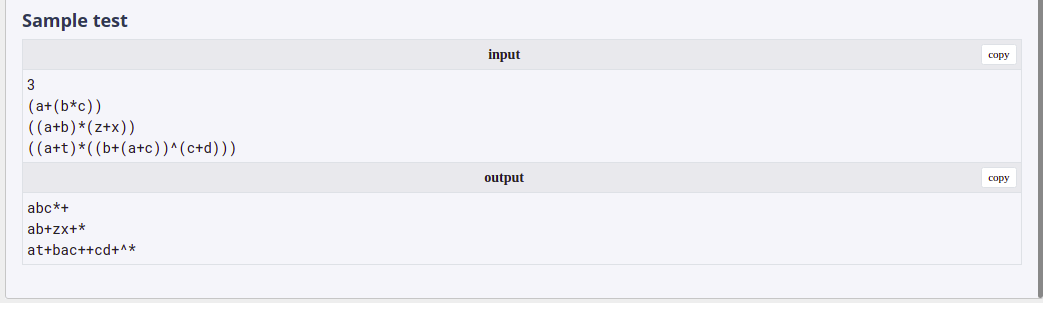 Sample test
input
copy
3
(a+(b*c))
((a+b)*(z+x))
((a+t)*((b+(a+c))^(c+d)))
output
copy
abc*+
ab+zx+*
at+bac++cd+^*